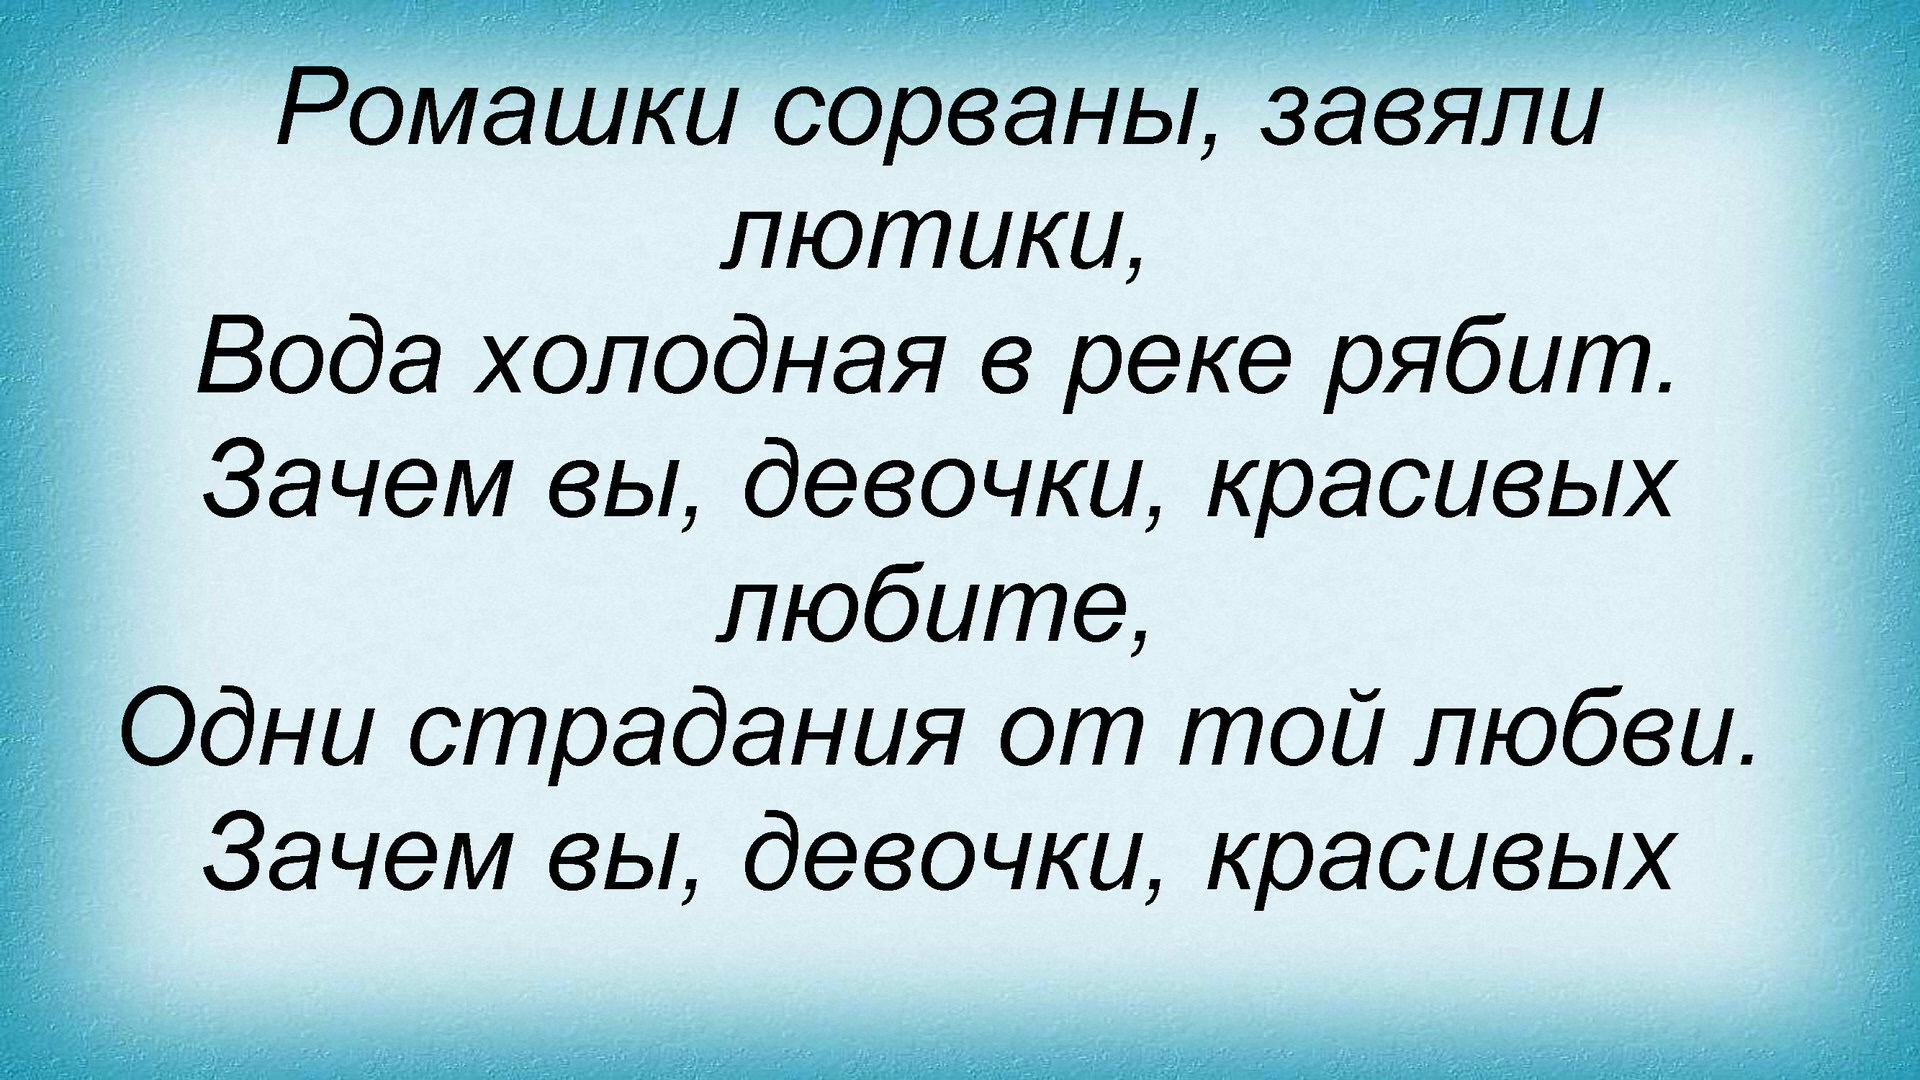 Ромашки сорваны, завяли
лютики,
Вода холодная в реке рябит.
Зачем вы, девочки, красивых
любите,
Одни страдания от той любви.
Зачем вы, девочки, красивых